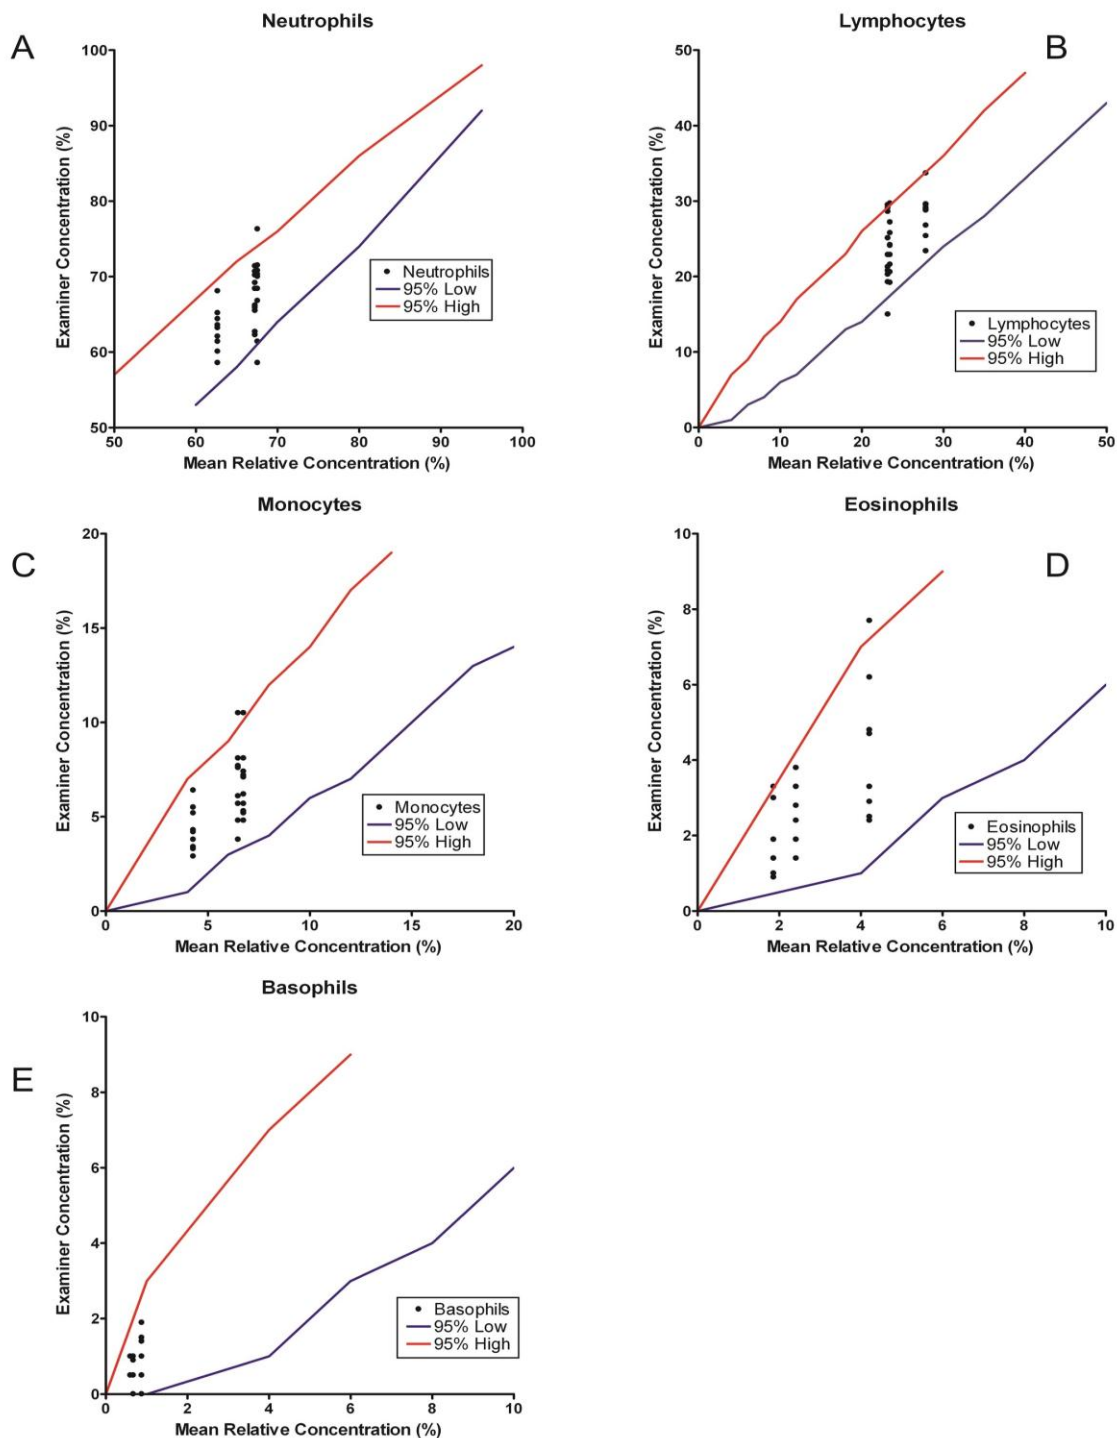 Neutrophils
A
100
90
80
70
60
50
Examiner Concentration (%)
Neutrophils
95% Low
95% High
50 60 70 80 90 100
Mean Relative Concentration (%)
Lymphocytes
B
50
40
30
20
10
0
Examiner Concentration (%)
Lymphocytes
95% Low
95% High
0 10 20 30 40 50
Mean Relative Concentration (%)
Monocytes
C
20
15
10
5
0
Examiner Concentration (%)
Monocytes
95% Low
95% High
0 5 10 15 20
Mean Relative Concentration (%)
Eosinophils
D
10
8
6
4
2
0
Examiner Concentration (%)
Eosinophils
95% Low
95% High
0 2 4 6 8 10
Mean Relative Concentration (%)
Basophils
E
10
8
6
4
2
0
Examiner Concentration (%)
Basophils
95% Low
95% High
0 2 4 6 8 10
Mean Relative Concentration (%)